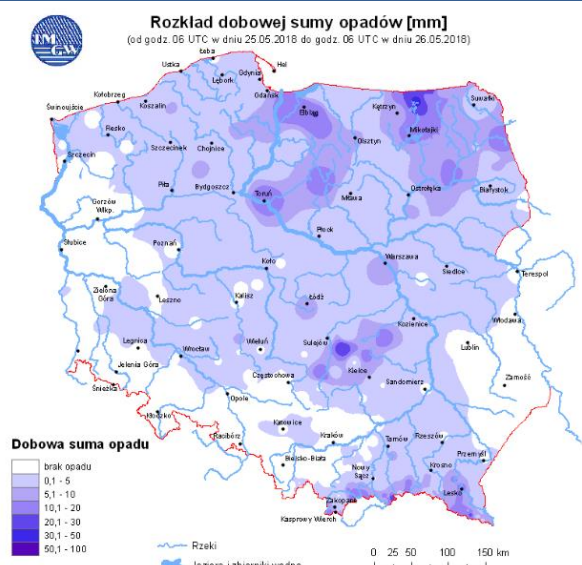 IM
GW
Rozkład dobowej sumy opadów [mm]
(od godz. 06 UTC w dniu 25.05.2018 do godz. 06 UTC w dniu 26.05.2018)
Łeba
Ustka
Hel
Gdynia
Lębork
Gdańsk
Kołobrzeg
Koszalin
Świnoujście
Elbląg
Kętrzyn
Suwałki
Resko
Mikołajki
Szczecinek
Chojnice
Olsztyn
Szczecin
Piła
Bydgoszcz
Toruń
Mława
Ostrołęka
Białystok
Gorzów
Wlkp.
Płock
Słubice
Poznań
Koło
Warszawa
Siedlce
Terespol
Zielona
Góra
Leszno
Kalisz
Łódź
Kozienice
Włodawa
Legnica
Wrocław
Wieluń
Sulejów
Lublin
Jelenia Góra
Częstochowa
Kielce
Sandomierz
Zamość
Śnieżka
Opole
Kłodzko
Katowice
Racibórz
Kraków
Tarnów
Rzeszów
Bielsko-Biała
Nowy
Sącz
Krosno
Przemyśl
Zakopane
Lesko
Kasprowy Wierch
Dobowa suma opadu
brak opadu
0,1 - 5
5,1 - 10
10,1 - 20
20,1 - 30
30,1 - 50
50,1 - 100
Rzeki
Jeziora i zbiorniki wodne
0 25 50 100 150 km